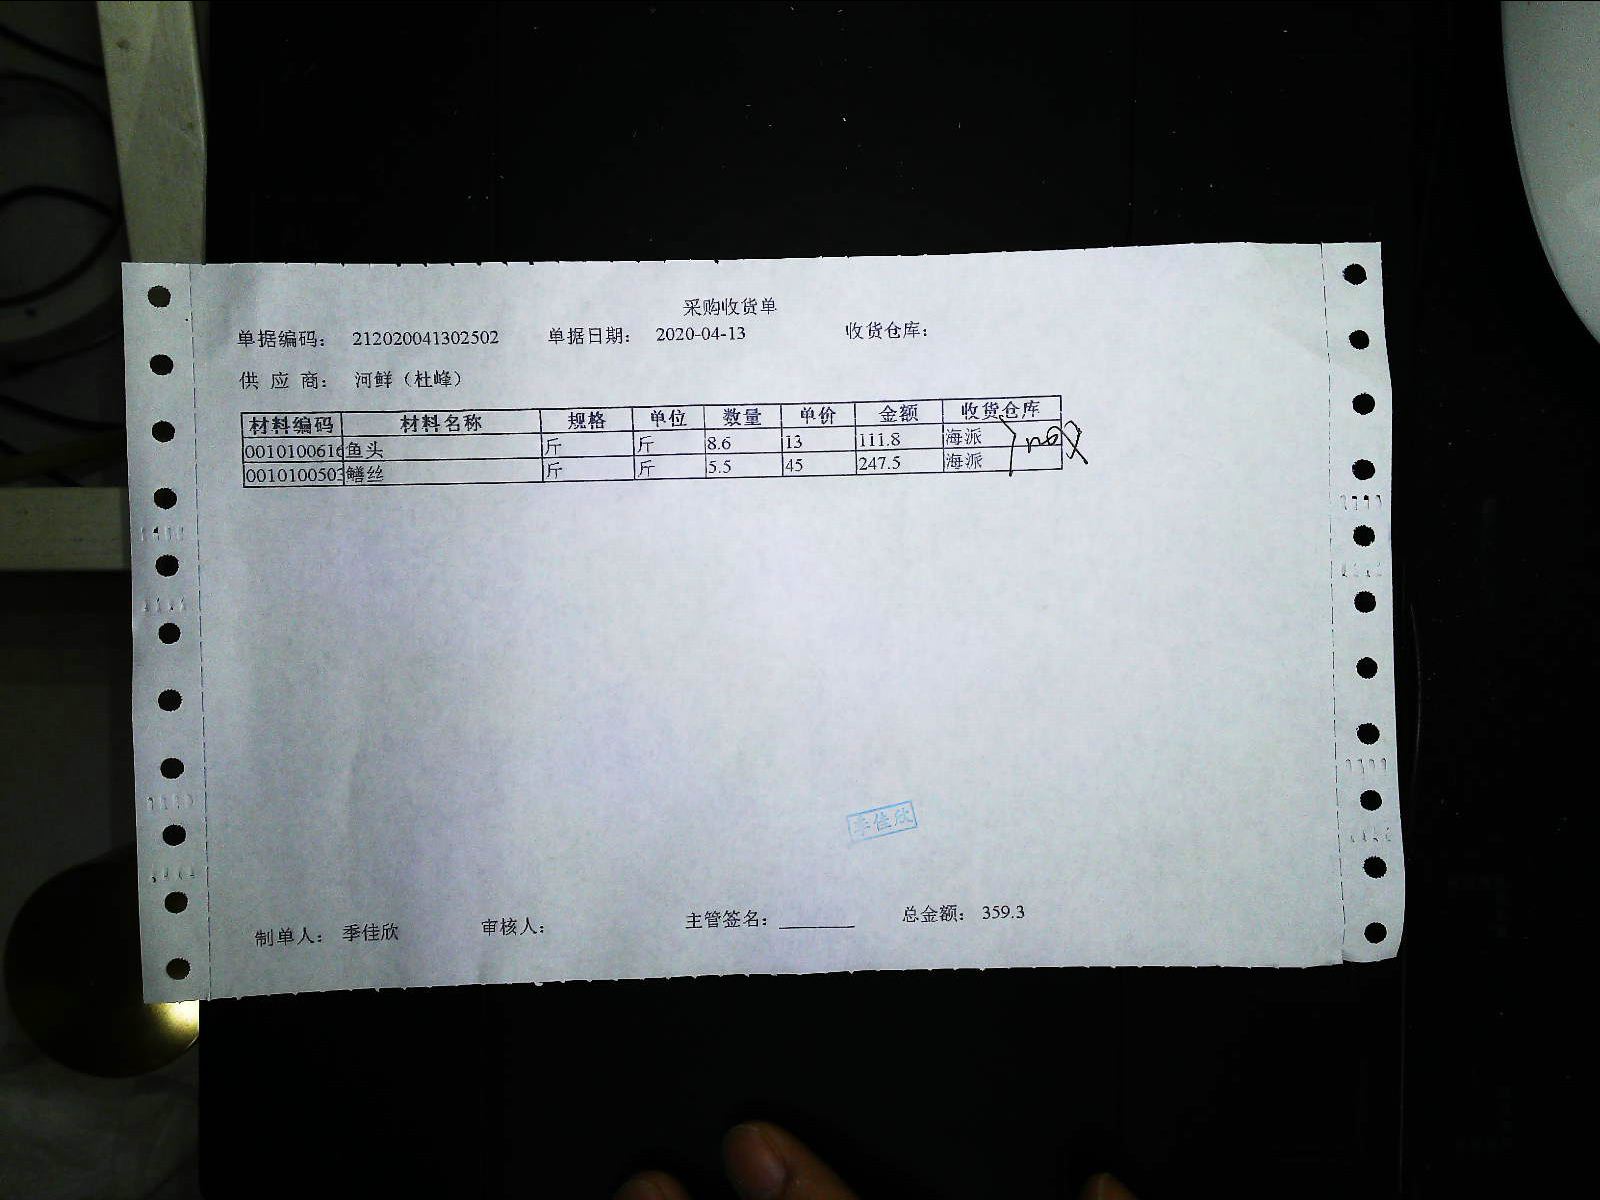 采购收货单
单据编码： 212020041302502 单据日期： 2020-04-13 收货仓库：
供 应 商： 河鲜（杜峰）
材料编码 材料名称 规格 单位 数量 单价 金额 收货仓库
0010100616 鱼头 斤 斤 8.6 13 111.8 海派
001010050 鳝丝 斤 斤 5.5 45 247.5 海派
季佳欣
制单人： 季佳欣 审核人： 主管签名： 总金额： 359.3